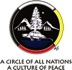 A CIRCLE OF ALL NATIONS
A CULTURE OF PEACE